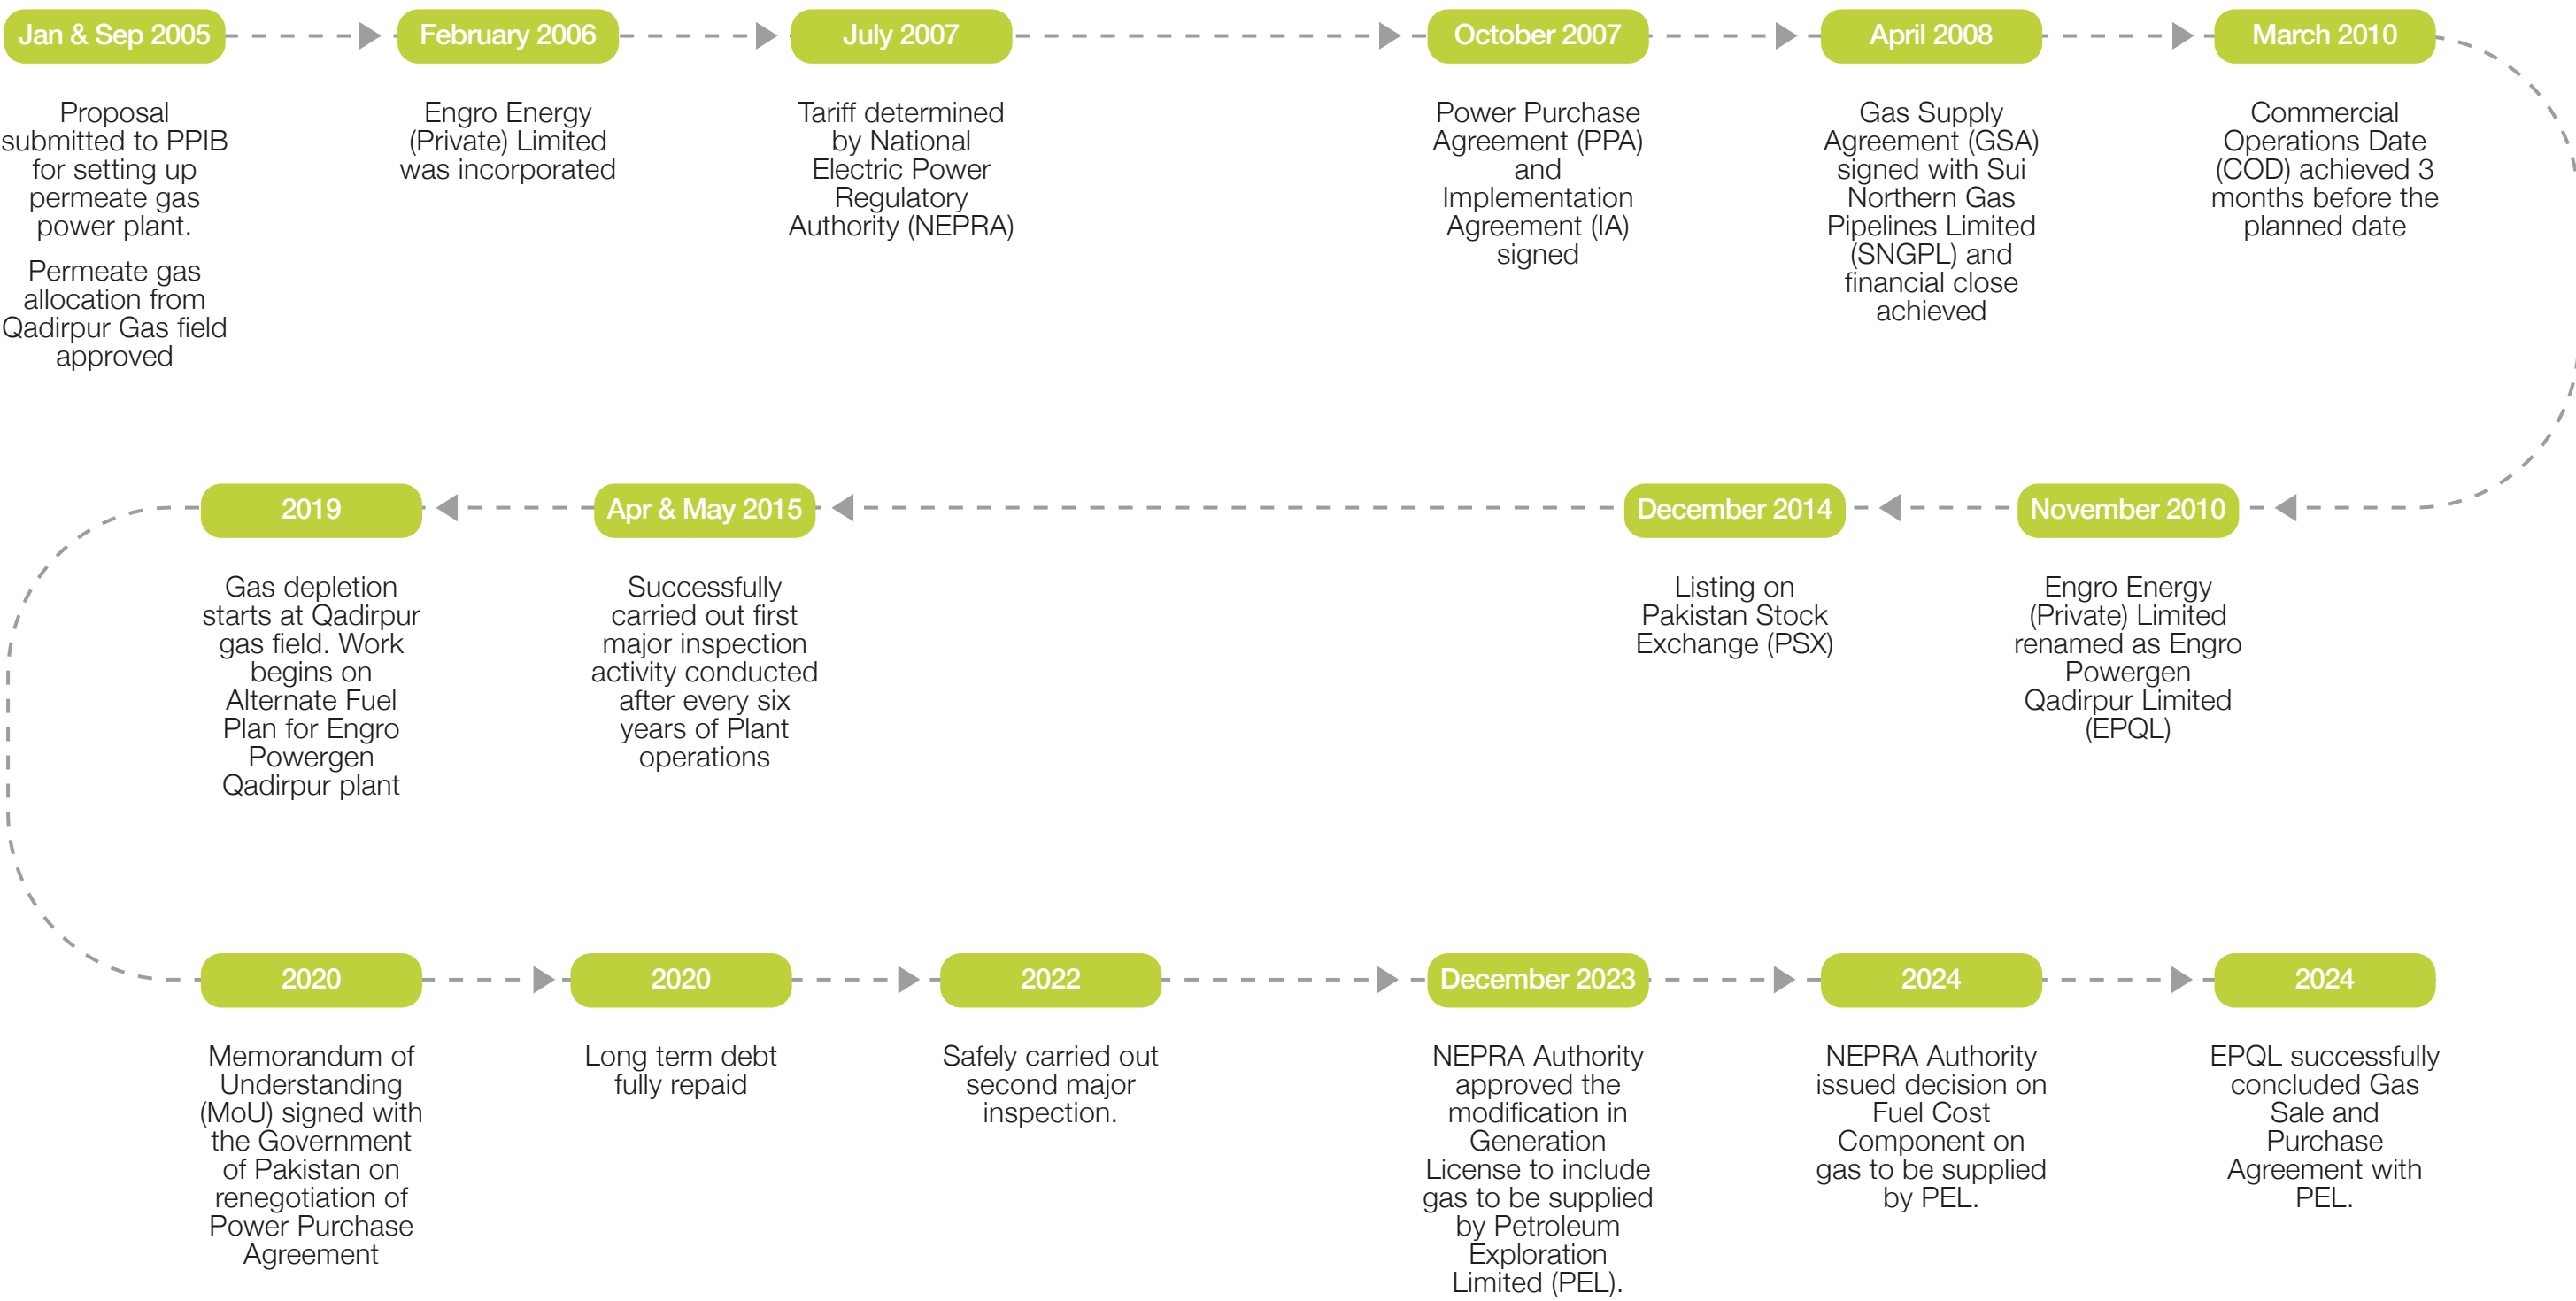 Jan & Sep 2005
Proposal
submitted to PPIB
for setting up
permeate gas
power plant.
Permeate gas
allocation from
Qadirpur Gas field
approved
February 2006
Engro Energy
(Private) Limited
was incorporated
July 2007
Tariff determined
by National
Electric Power
Regulatory
Authority (NEPRA)
October 2007
Power Purchase
Agreement (PPA)
and
Implementation
Agreement (IA)
signed
April 2008
Gas Supply
Agreement (GSA)
signed with Sui
Northern Gas
Pipelines Limited
(SNGPL) and
financial close
achieved
March 2010
Commercial
Operations Date
(COD) achieved 3
months before the
planned date
November 2010
Engro Energy
(Private) Limited
renamed as Engro
Powergen
Qadirpur Limited
(EPQL)
December 2014
Listing on
Pakistan Stock
Exchange (PSX)
Apr & May 2015
Successfully
carried out first
major inspection
activity conducted
after every six
years of Plant
operations
2019
Gas depletion
starts at Qadirpur
gas field. Work
begins on
Alternate Fuel
Plan for Engro
Powergen
Qadirpur plant
2020
Memorandum of
Understanding
(MoU) signed with
the Government
of Pakistan on
renegotiation of
Power Purchase
Agreement
2020
Long term debt
fully repaid
2022
Safely carried out
second major
inspection.
December 2023
NEPRA Authority
approved the
modification in
Generation
License to include
gas to be supplied
by Petroleum
Exploration
Limited (PEL).
2024
NEPRA Authority
issued decision on
Fuel Cost
Component on
gas to be supplied
by PEL.
2024
EPQL successfully
concluded Gas
Sale and
Purchase
Agreement with
PEL.